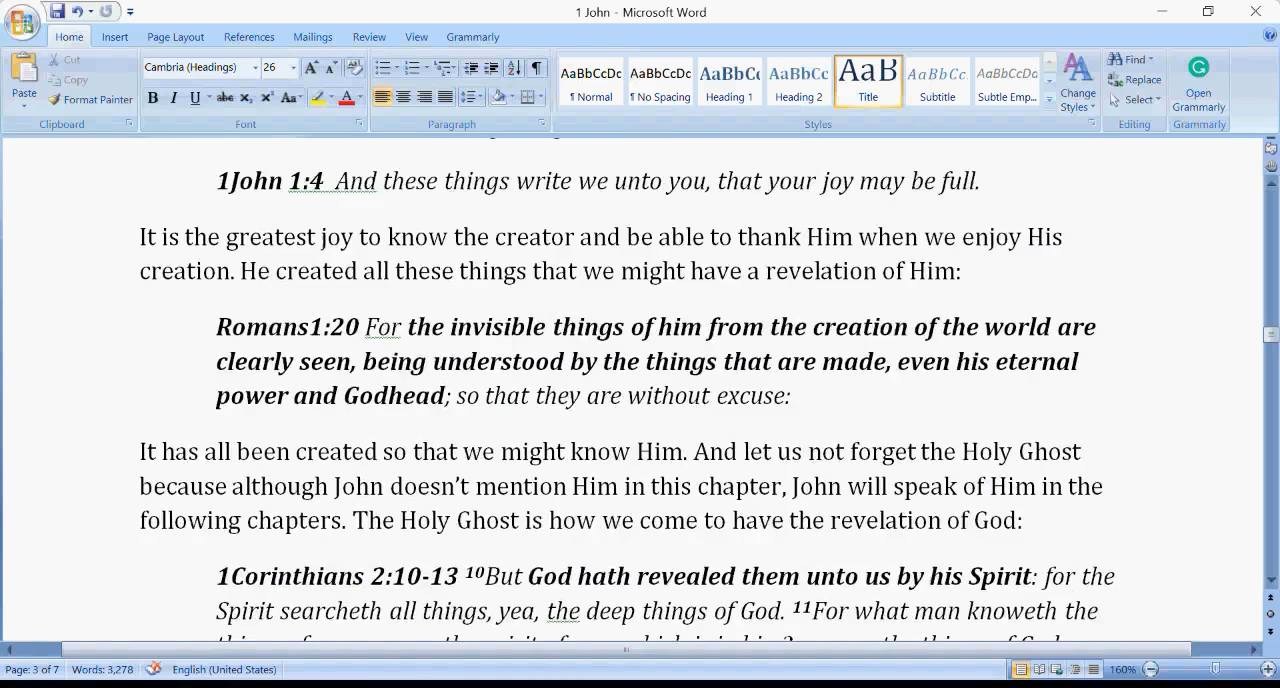 1 John - Microsoft Word
Home Insert Page Layout References Mailings Review View Grammarly
Paste Cut Copy Format Painter Clipboard
Cambria (Headings) 26 Font
Paragraph
AaBbCcDc AaBbCcDc AaBbCc AaBbCc AaB AaBbCc. AaBbCcDa
¶ Normal ¶ No Spacing Heading 1 Heading 2 Title Subtitle Subtle Emp... Change Styles Styles
Find Replace Select Editing
Open Grammarly Grammarly
1John 1:4 And these things write we unto you, that your joy may be full.
It is the greatest joy to know the creator and be able to thank Him when we enjoy His
creation. He created all these things that we might have a revelation of Him:
Romans1:20 For the invisible things of him from the creation of the world are
clearly seen, being understood by the things that are made, even his eternal
power and Godhead; so that they are without excuse:
It has all been created so that we might know Him. And let us not forget the Holy Ghost
because although John doesn’t mention Him in this chapter, John will speak of Him in the
following chapters. The Holy Ghost is how we come to have the revelation of God:
1Corinthians 2:10-13 ¹⁰But God hath revealed them unto us by his Spirit: for the
Spirit searcheth all things, yea, the deep things of God. ¹¹For what man knoweth the
Page: 3 of 7 Words: 3,278 English (United States) 160%